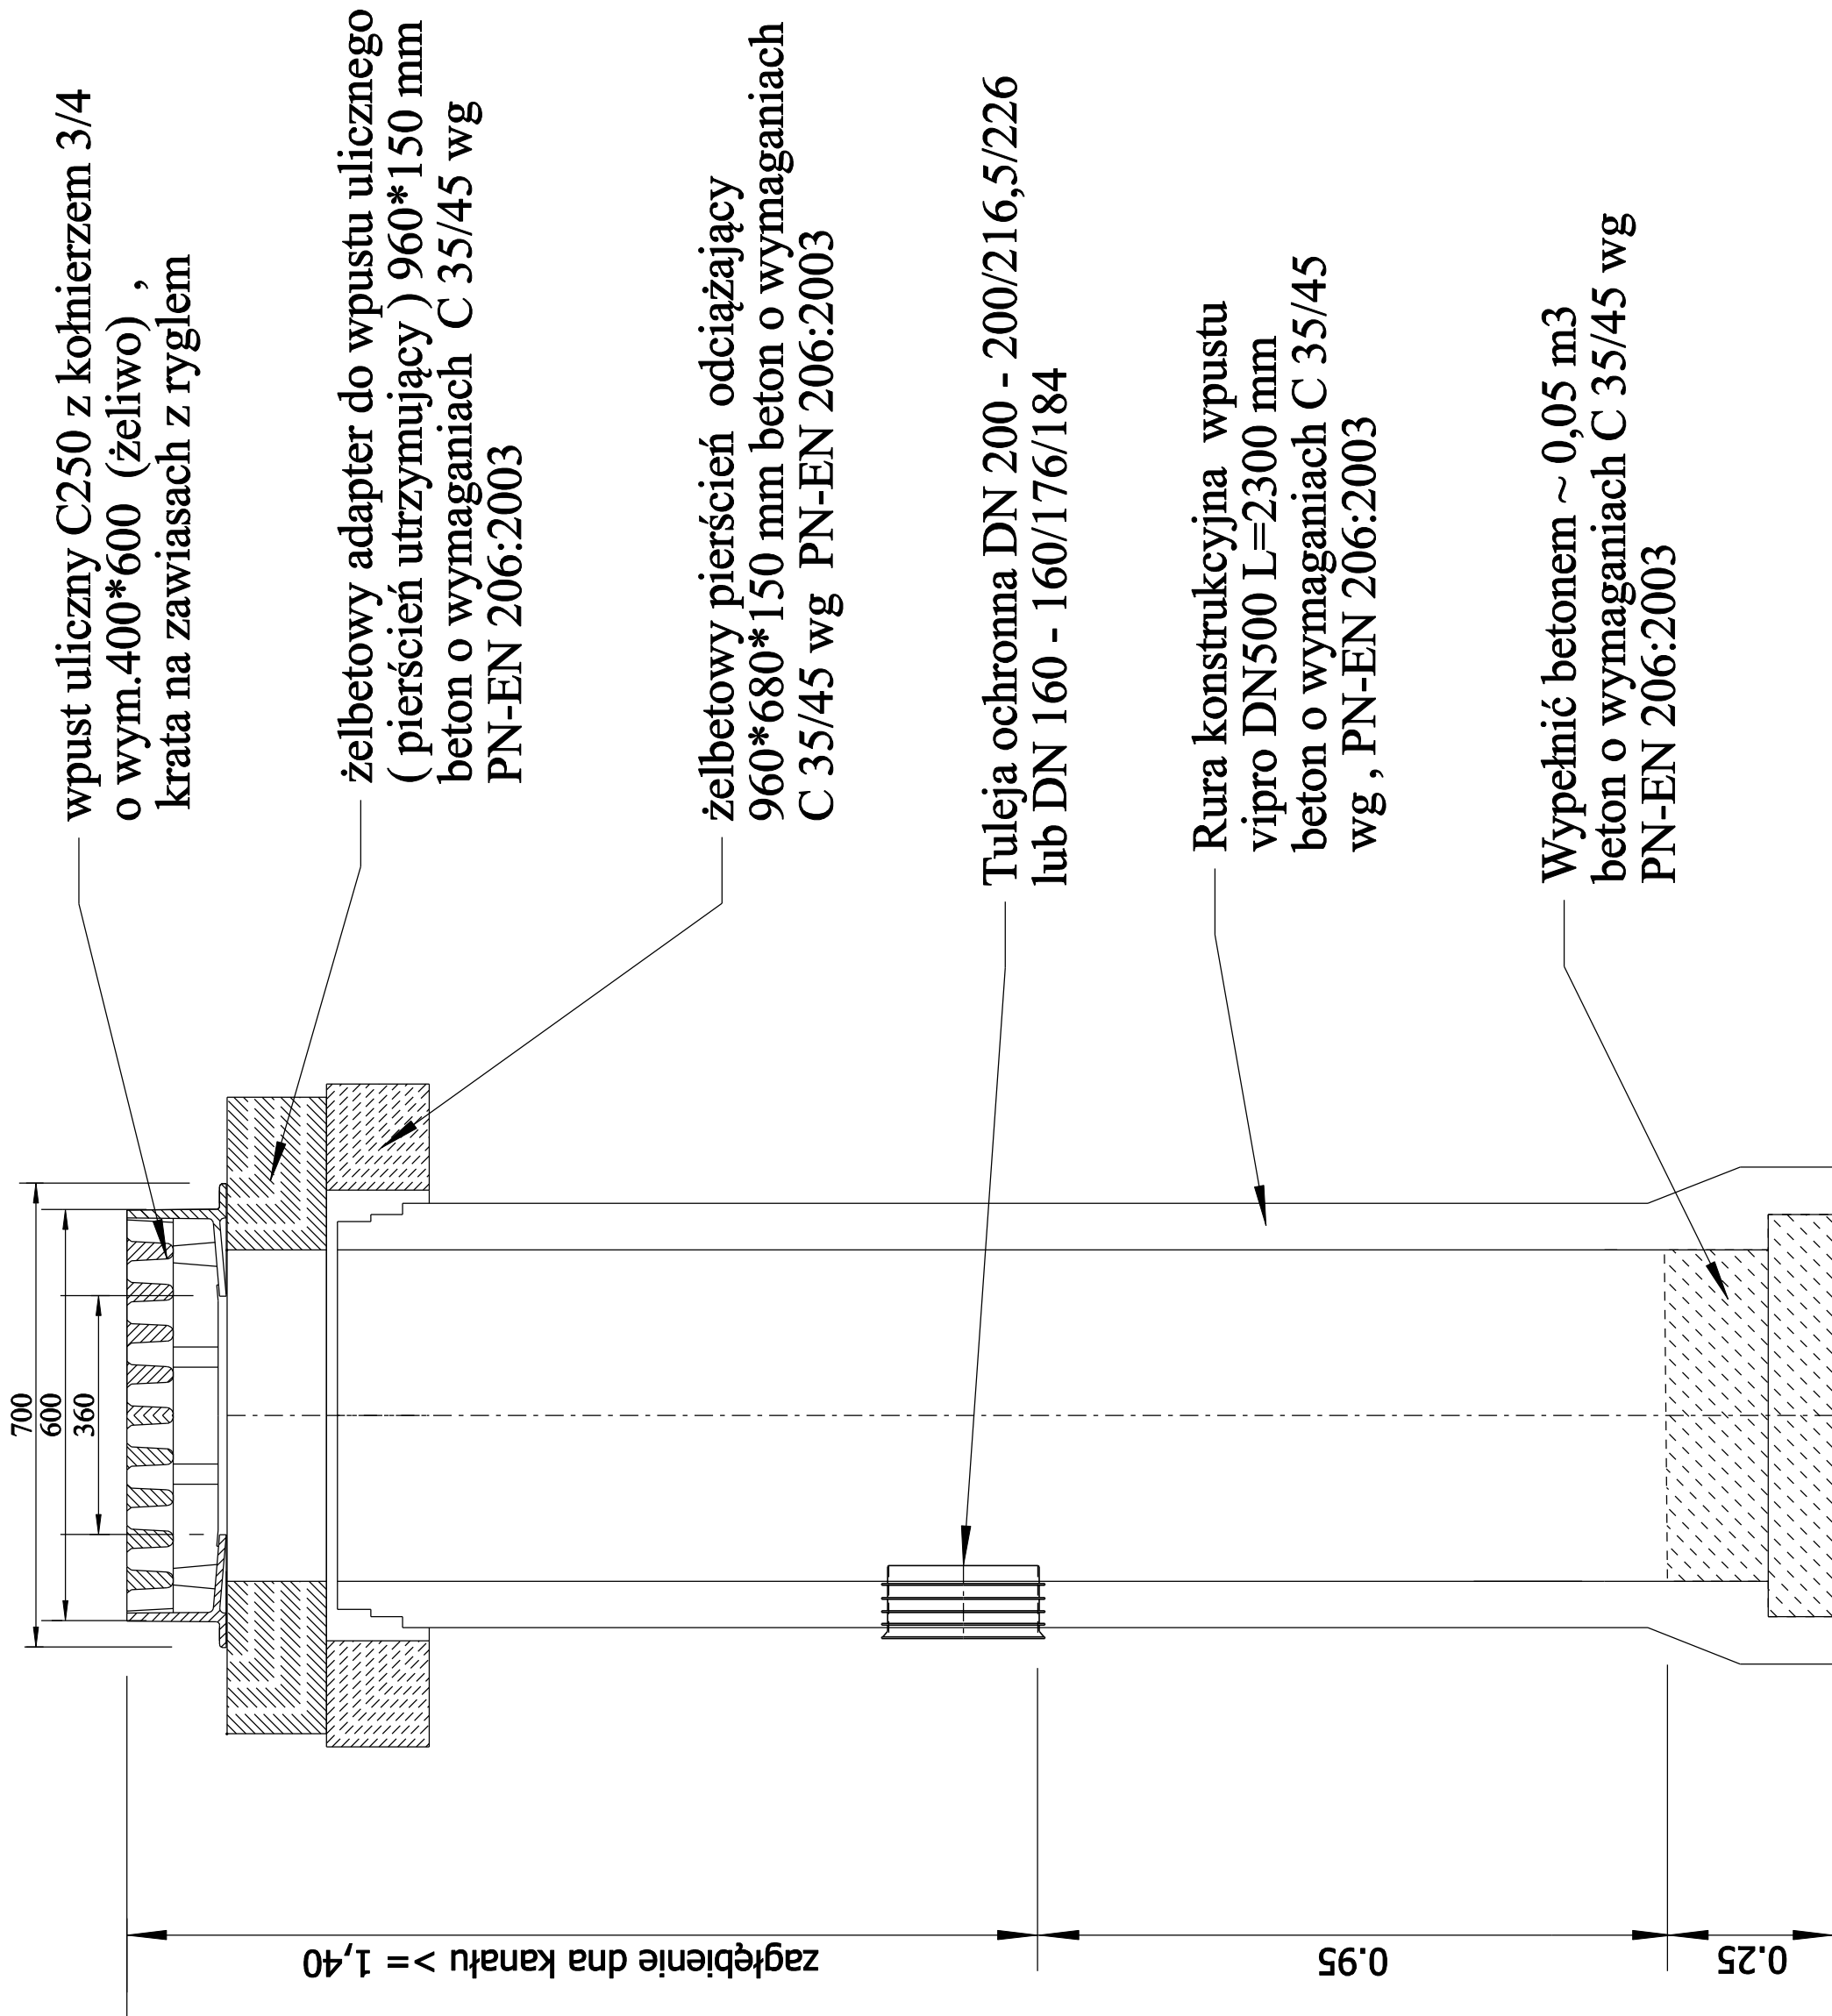 wpust uliczny C250 z kołnierzem 3/4
o wym.400*600 (żeliwo) ,
krata na zawiasach z ryglem
żelbetowy adapter do wpustu ulicznego
( pierścień utrzymujący ) 960*150 mm
beton o wymaganiach C 35/45 wg
PN-EN 206:2003
żelbetowy pierścień odciążający
960*680*150 mm beton o wymaganiach
C 35/45 wg PN-EN 206:2003
Tuleja ochronna DN 200 - 200/216,5/226
lub DN 160 - 160/176/184
Rura konstrukcyjna wpustu
vipro DN500 L=2300 mm
beton o wymaganiach C 35/45
wg , PN-EN 206:2003
Wypełnić betonem ~ 0,05 m3
beton o wymaganiach C 35/45 wg
PN-EN 206:2003
700
600
360
zagłębienie dna kanału > = 1,40
0.95
0.25